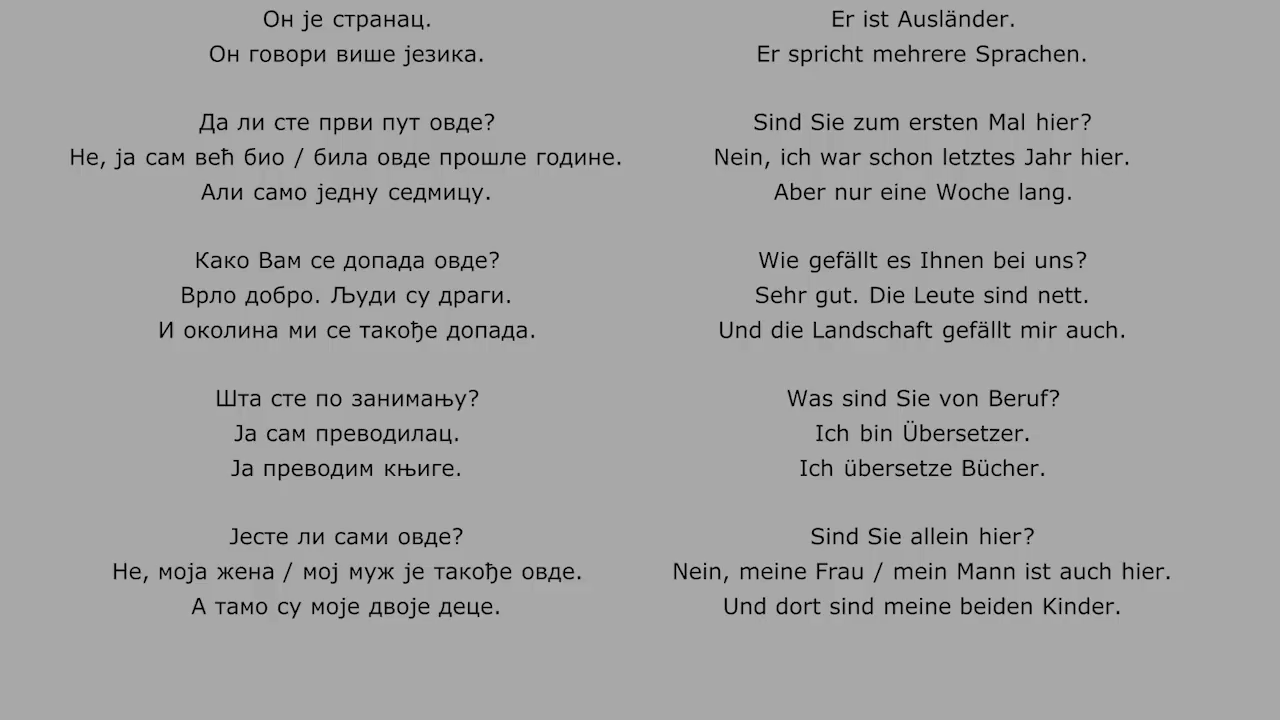 Он је странац.
Он говори више језика.
Да ли сте први пут овде?
Не, ја сам већ био / била овде прошле године.
Али само једну седмицу.
Како Вам се допада овде?
Врло добро. Људи су драги.
И околина ми се такође допада.
Шта сте по занимању?
Ја сам преводилац.
Ја преводим књиге.
Јесте ли сами овде?
Не, моја жена / мој муж је такође овде.
А тамо су моје двоје деце.
Er ist Ausländer.
Er spricht mehrere Sprachen.
Sind Sie zum ersten Mal hier?
Nein, ich war schon letztes Jahr hier.
Aber nur eine Woche lang.
Wie gefällt es Ihnen bei uns?
Sehr gut. Die Leute sind nett.
Und die Landschaft gefällt mir auch.
Was sind Sie von Beruf?
Ich bin Übersetzer.
Ich übersetze Bücher.
Sind Sie allein hier?
Nein, meine Frau / mein Mann ist auch hier.
Und dort sind meine beiden Kinder.